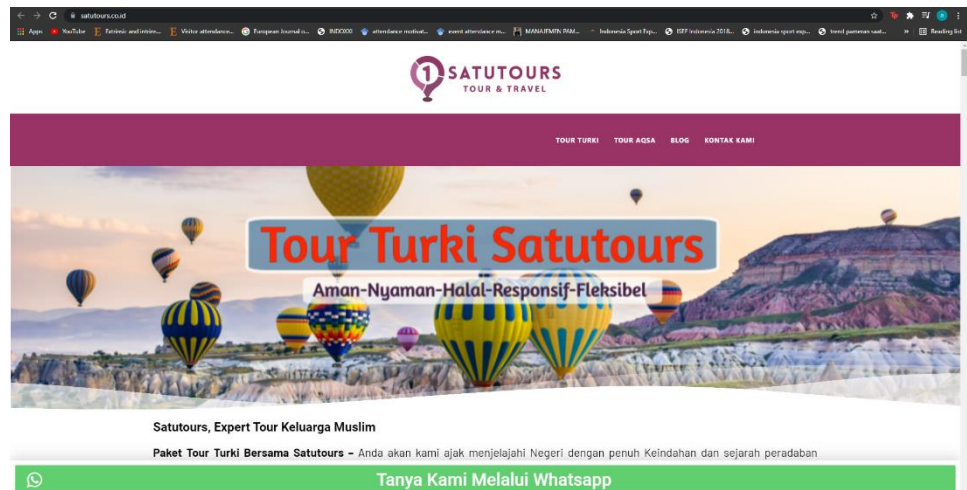 satutours.co.id
Apps YouTube Extrinsic and intrins... Visitor attendance... European Journal o... INDOXXI attendance motivat... event attendance m... MANAJEMEN PAM... Indonesia Sport Exp... ISEF Indonesia 2018... indonesia sport exp... trend pameran saat... » Reading list
1 SATUTOURS
TOUR & TRAVEL
TOUR TURKI TOUR AQSA BLOG KONTAK KAMI
Tour Turki Satutours
Aman-Nyaman-Halal-Responsif-Fleksibel
Satutours, Expert Tour Keluarga Muslim
Paket Tour Turki Bersama Satutours – Anda akan kami ajak menjelajahi Negeri dengan penuh Keindahan dan sejarah peradaban
Tanya Kami Melalui Whatsapp